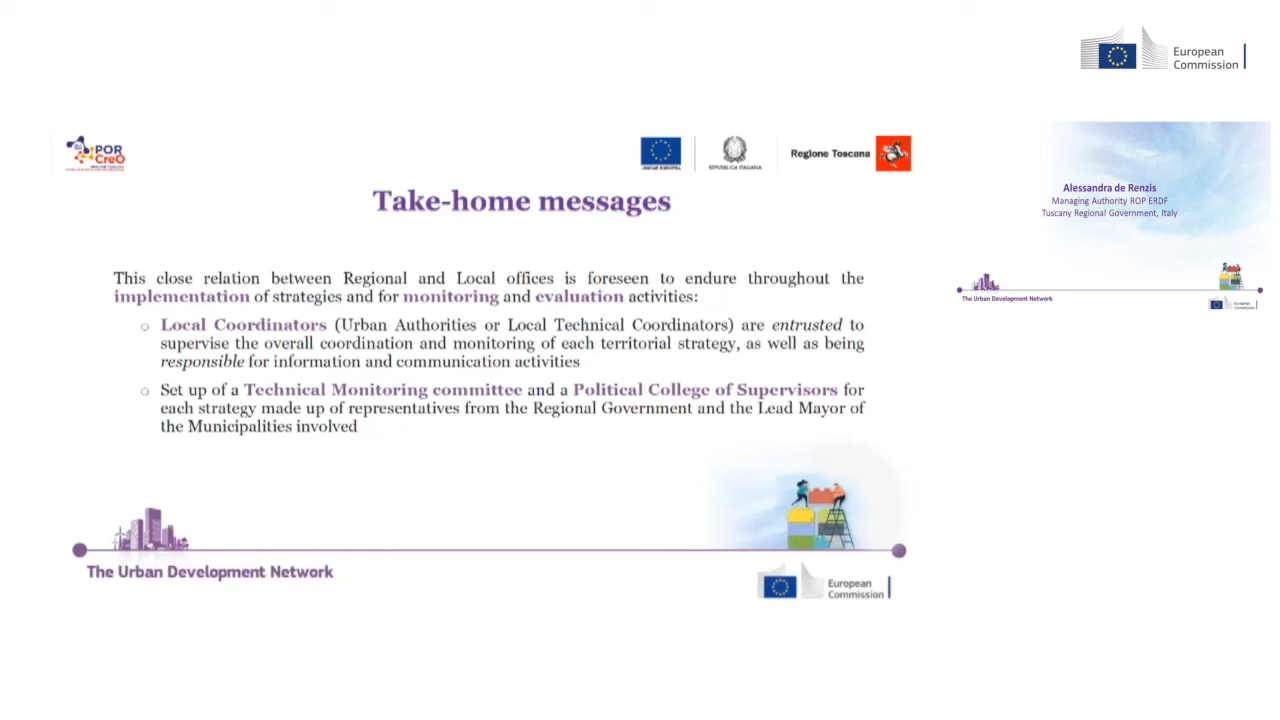 European
Commission
POR
CreO
UNIONE EUROPEA
REPUBBLICA ITALIANA
Regione Toscana
Take-home messages
This close relation between Regional and Local offices is foreseen to endure throughout the
implementation of strategies and for monitoring and evaluation activities:
○ Local Coordinators (Urban Authorities or Local Technical Coordinators) are entrusted to
supervise the overall coordination and monitoring of each territorial strategy, as well as being
responsible for information and communication activities
○ Set up of a Technical Monitoring committee and a Political College of Supervisors for
each strategy made up of representatives from the Regional Government and the Lead Mayor of
the Municipalities involved
The Urban Development Network
European
Commission
Alessandra de Renzis
Managing Authority ROP ERDF
Tuscany Regional Government, Italy
The Urban Development Network
European
Commission